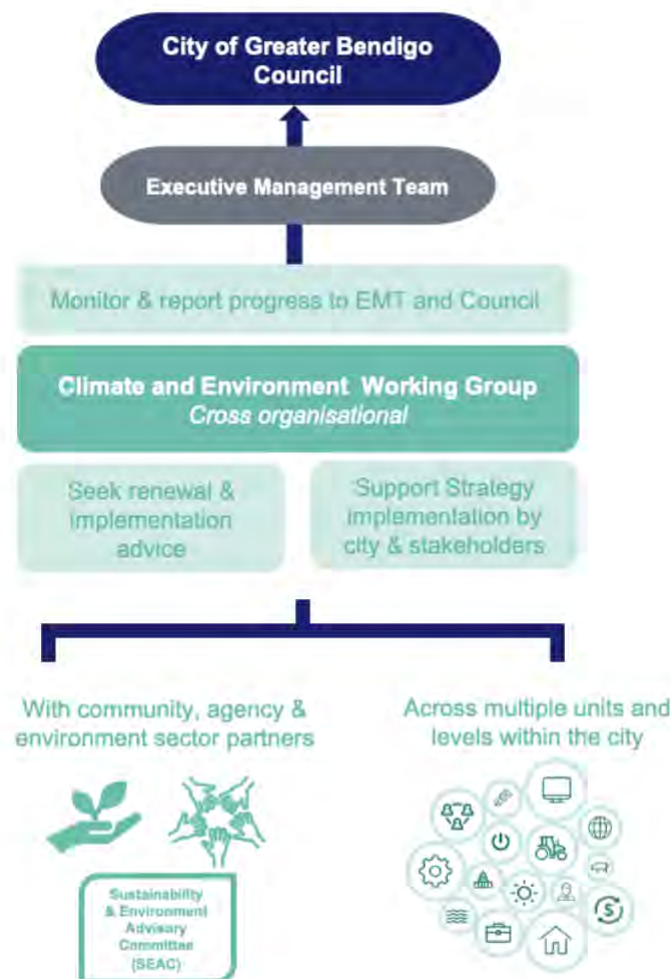 City of Greater Bendigo
Council
Executive Management Team
Monitor & report progress to EMT and Council
Climate and Environment Working Group
Cross organisational
Seek renewal &
implementation
advice
Support Strategy
implementation by
city & stakeholders
With community, agency &
environment sector partners
Across multiple units and
levels within the city
Sustainability
& Environment
Advisory
Committee
(SEAC)
$